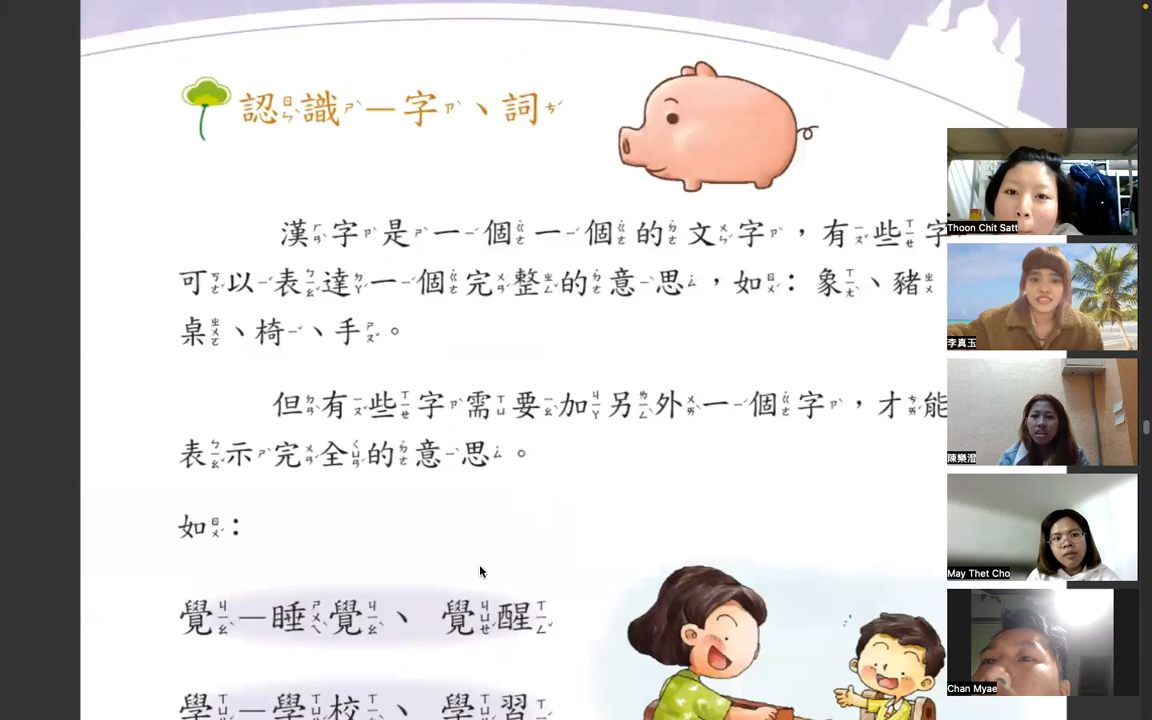 認識—字、詞
漢字是一個一個的文字，有些字
可以表達一個完整的意思，如：象、豬
桌、椅、手。
但有些字需要加另外一個字，才能
表示完全的意思。
如：
覺—睡覺、覺醒
學—學校、學習
Thoon Chit Satt
李真玉
陳樂澄
May Thet Cho
Chan Myae